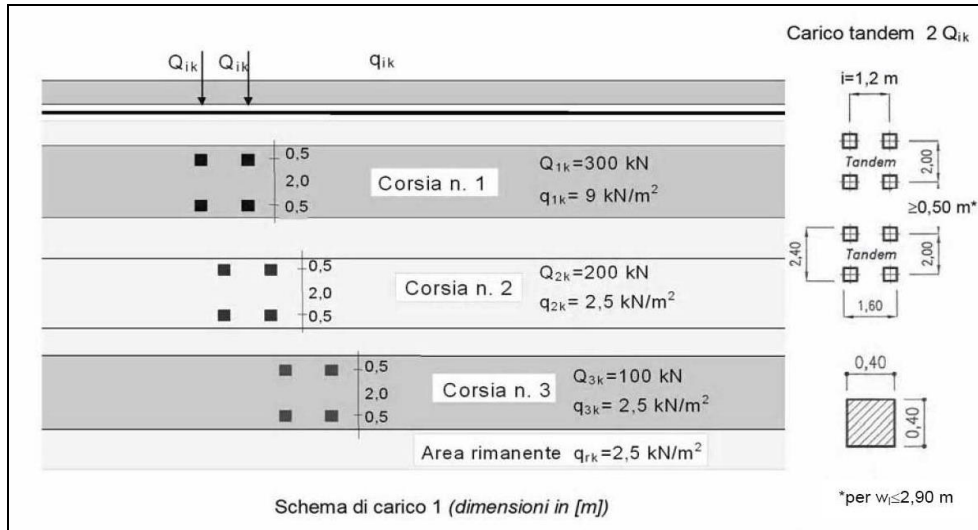 Carico tandem 2 Qik
Qik Qik qik
i=1,2 m
0,5
2,0
0,5
Corsia n. 1
Q1k=300 kN
q1k= 9 kN/m²
Tandem
2,00
≥0,50 m*
0,5
2,0
0,5
Corsia n. 2
Q2k=200 kN
q2k= 2,5 kN/m²
2,40
Tandem
2,00
1,60
0,5
2,0
0,5
Corsia n. 3
Q3k=100 kN
q3k= 2,5 kN/m²
0,40
0,40
Area rimanente qrk=2,5 kN/m²
Schema di carico 1 (dimensioni in [m])
*per wl≤2,90 m